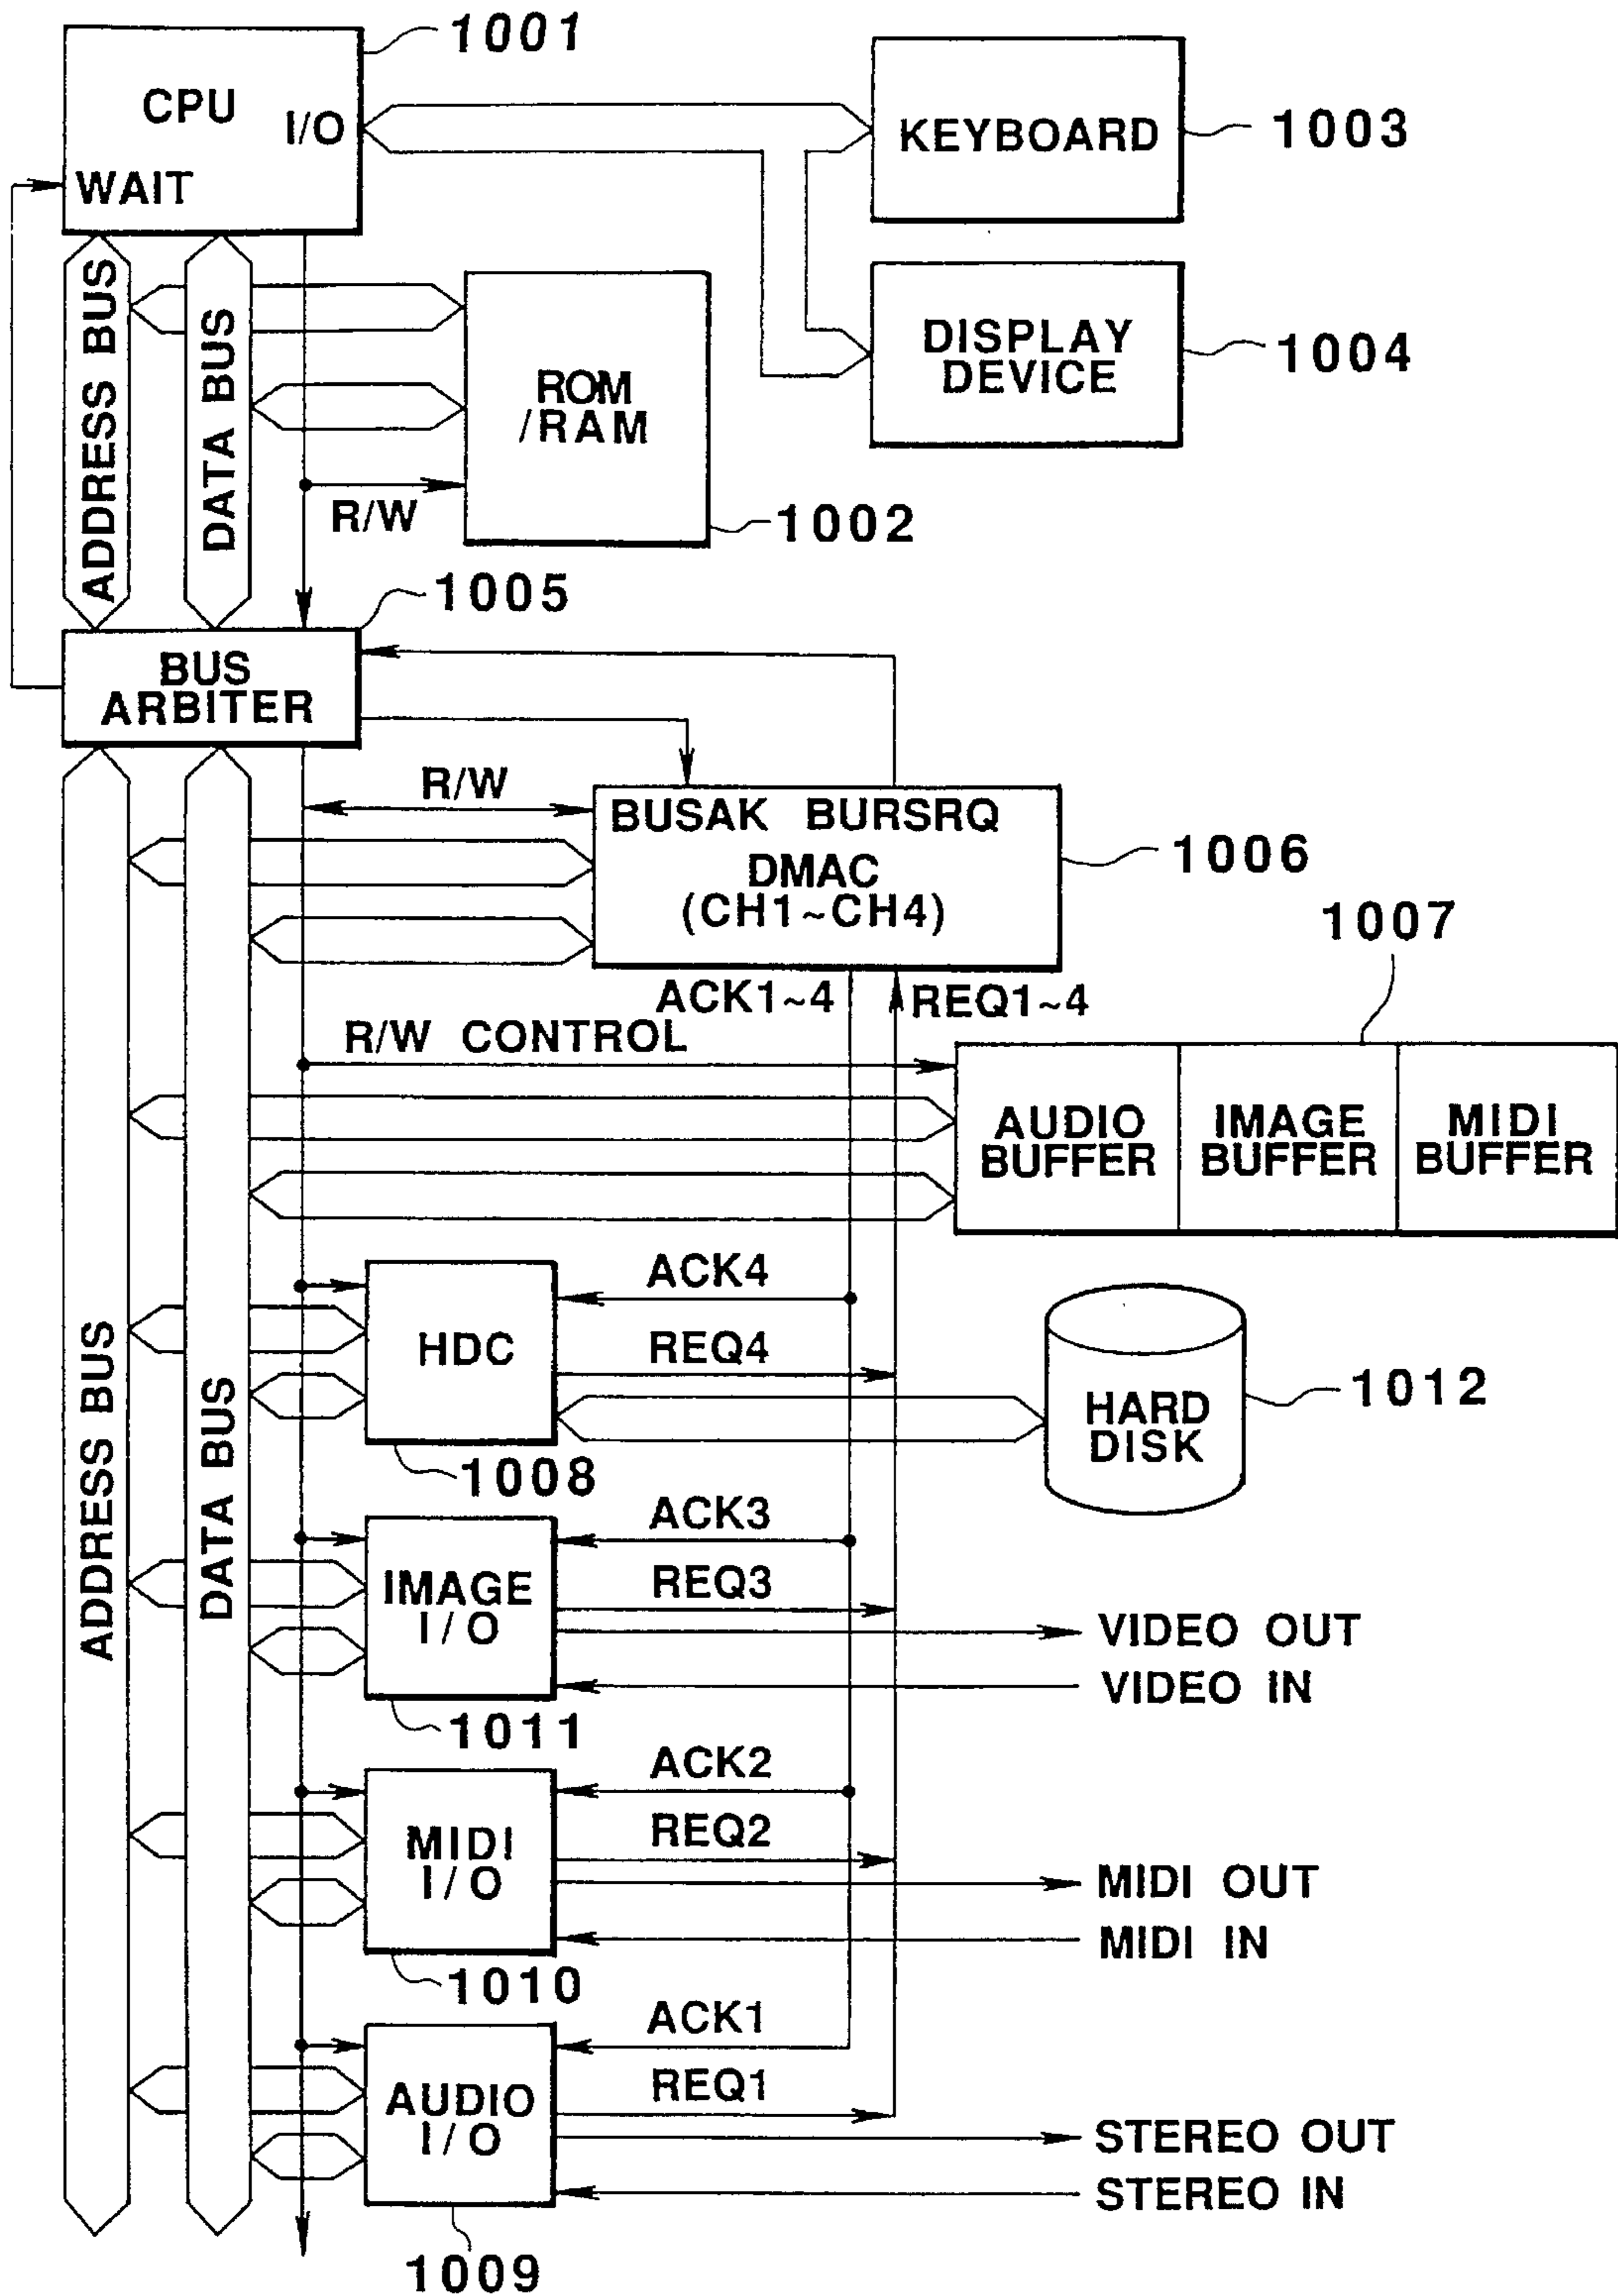 1001
CPU
I/O
WAIT
KEYBOARD
1003
ADDRESS BUS
DATA BUS
ROM
/RAM
R/W
1002
DISPLAY
DEVICE
1004
1005
BUS
ARBITER
R/W
BUSAK BURSRQ
DMAC
(CH1~CH4)
1006
1007
ACK1~4
REQ1~4
R/W CONTROL
AUDIO
BUFFER
IMAGE
BUFFER
MIDI
BUFFER
ADDRESS BUS
DATA BUS
ACK4
HDC
REQ4
1008
HARD
DISK
1012
ACK3
IMAGE
I/O
REQ3
VIDEO OUT
VIDEO IN
1011
ACK2
MIDI
I/O
REQ2
MIDI OUT
MIDI IN
1010
ACK1
AUDIO
I/O
REQ1
STEREO OUT
STEREO IN
1009